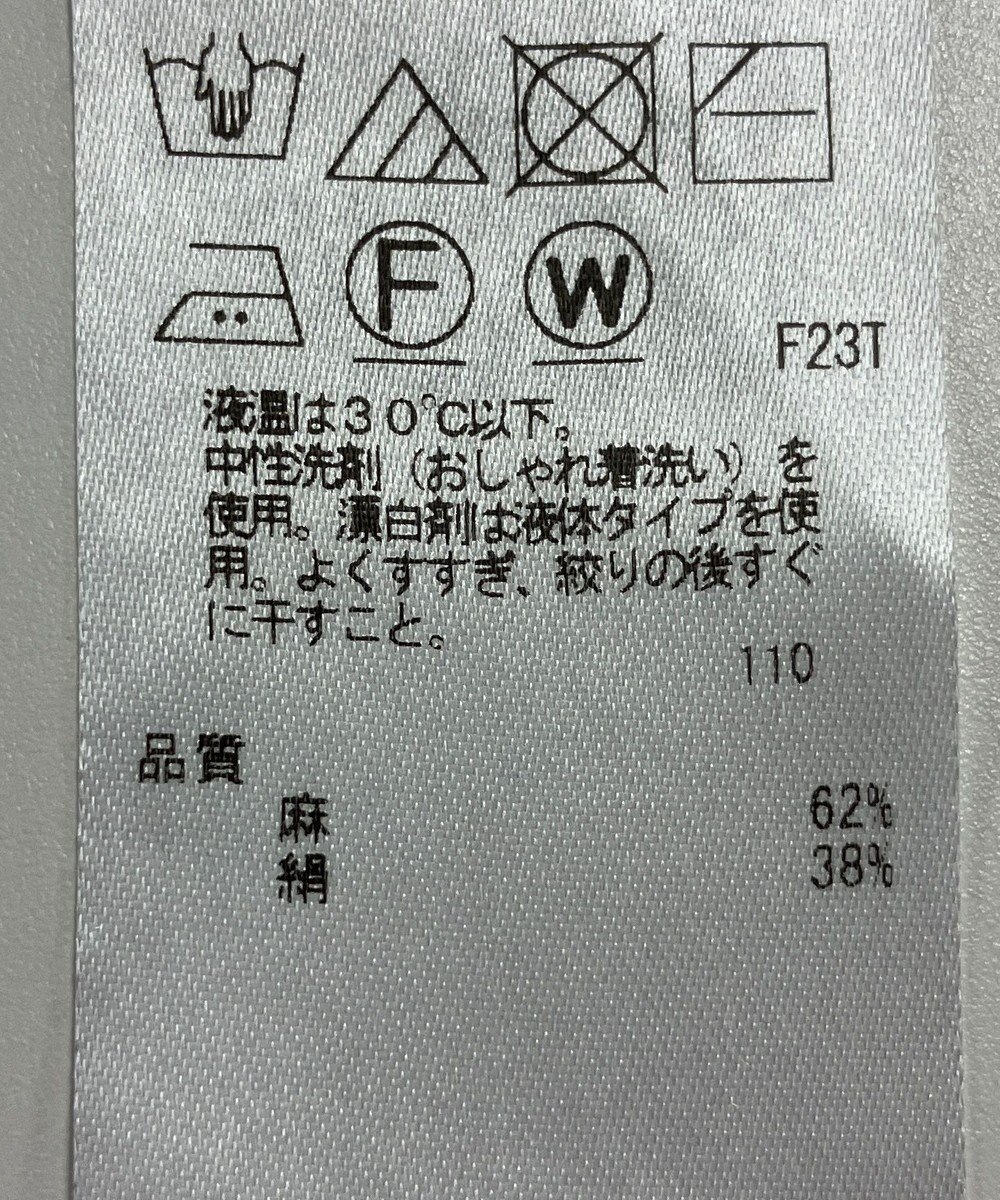 F W
F23T
液温は30℃以下。
中性洗剤(おしゃれ着洗い)を
使用。漂白剤は液体タイプを使
用。よくすすぎ、絞りの後すぐ
に干すこと。
110
品質
麻 62%
絹 38%